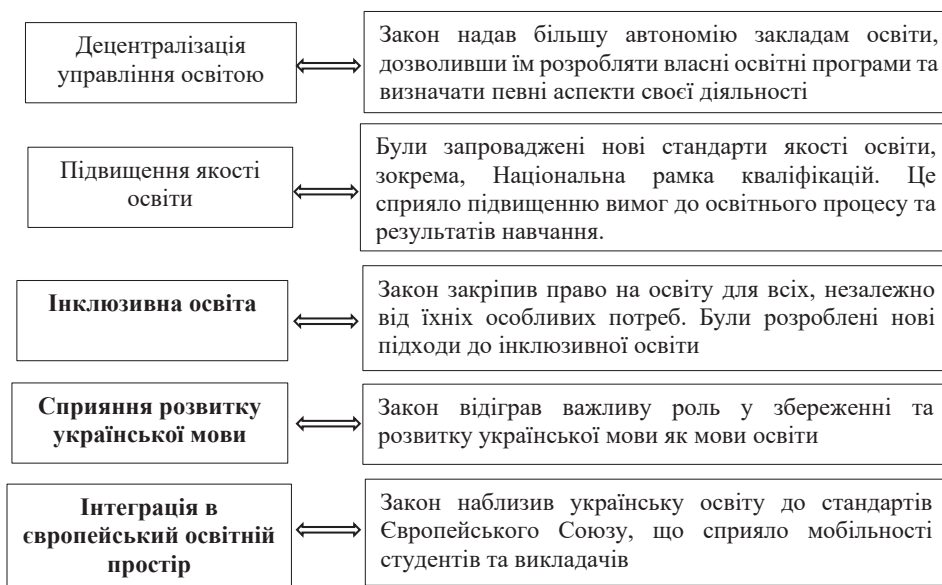 Децентралізація
управління освітою
Закон надав більшу автономію закладам освіти,
дозволивши їм розробляти власні освітні програми та
визначати певні аспекти своєї діяльності
Підвищення якості
освіти
Були запроваджені нові стандарти якості освіти,
зокрема, Національна рамка кваліфікацій. Це
сприяло підвищенню вимог до освітнього процесу та
результатів навчання.
Інклюзивна освіта
Закон закріпив право на освіту для всіх, незалежно
від їхніх особливих потреб. Були розроблені нові
підходи до інклюзивної освіти
Сприяння розвитку
української мови
Закон відіграв важливу роль у збереженні та
розвитку української мови як мови освіти
Інтеграція в
європейський освітній
простір
Закон наблизив українську освіту до стандартів
Європейського Союзу, що сприяло мобільності
студентів та викладачів